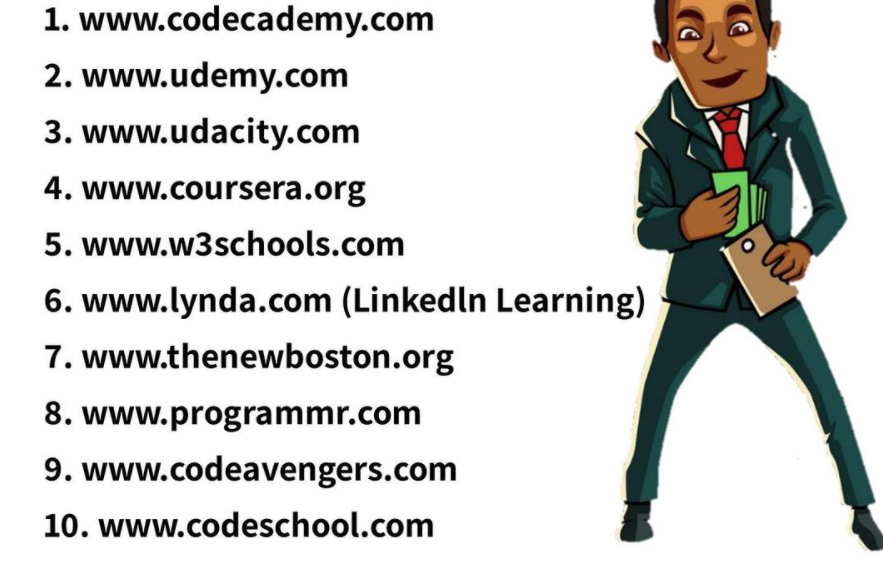 1. www.codecademy.com
2. www.udemy.com
3. www.udacity.com
4. www.coursera.org
5. www.w3schools.com
6. www.lynda.com (Linkedln Learning)
7. www.thenewboston.org
8. www.programmr.com
9. www.codeavengers.com
10. www.codeschool.com